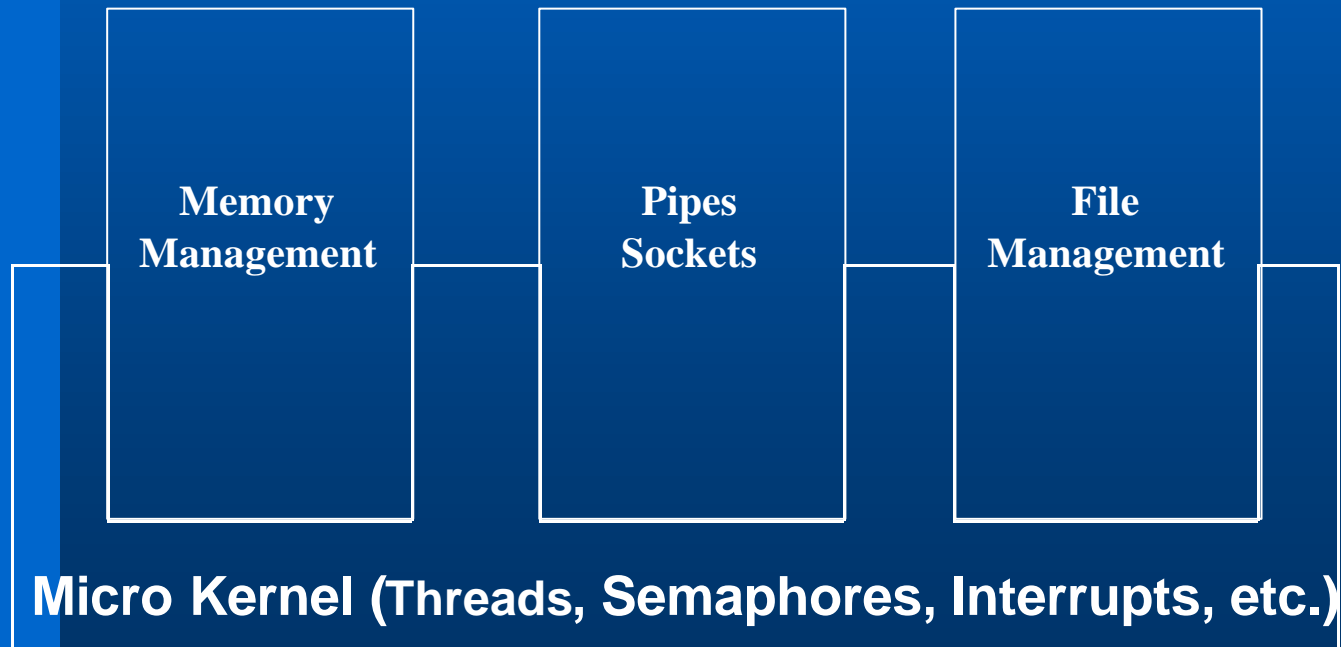 Memory
Management
Pipes
Sockets
File
Management
Micro Kernel (Threads, Semaphores, Interrupts, etc.)